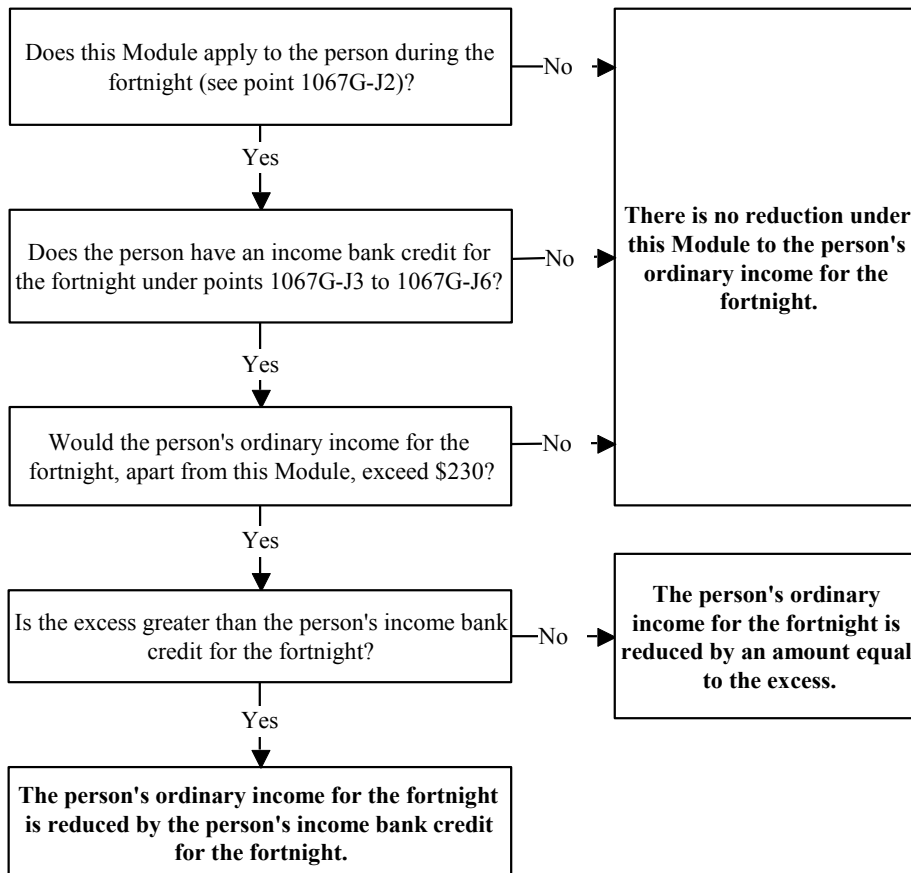 Does this Module apply to the person during the
fortnight (see point 1067G-J2)?
No
Yes
There is no reduction under
this Module to the person's
ordinary income for the
fortnight.
Does the person have an income bank credit for
the fortnight under points 1067G-J3 to 1067G-J6?
No
Yes
Would the person's ordinary income for the
fortnight, apart from this Module, exceed $230?
No
Yes
Is the excess greater than the person's income bank
credit for the fortnight?
No
The person's ordinary
income for the fortnight is
reduced by an amount equal
to the excess.
Yes
The person's ordinary income for the fortnight
is reduced by the person's income bank credit
for the fortnight.